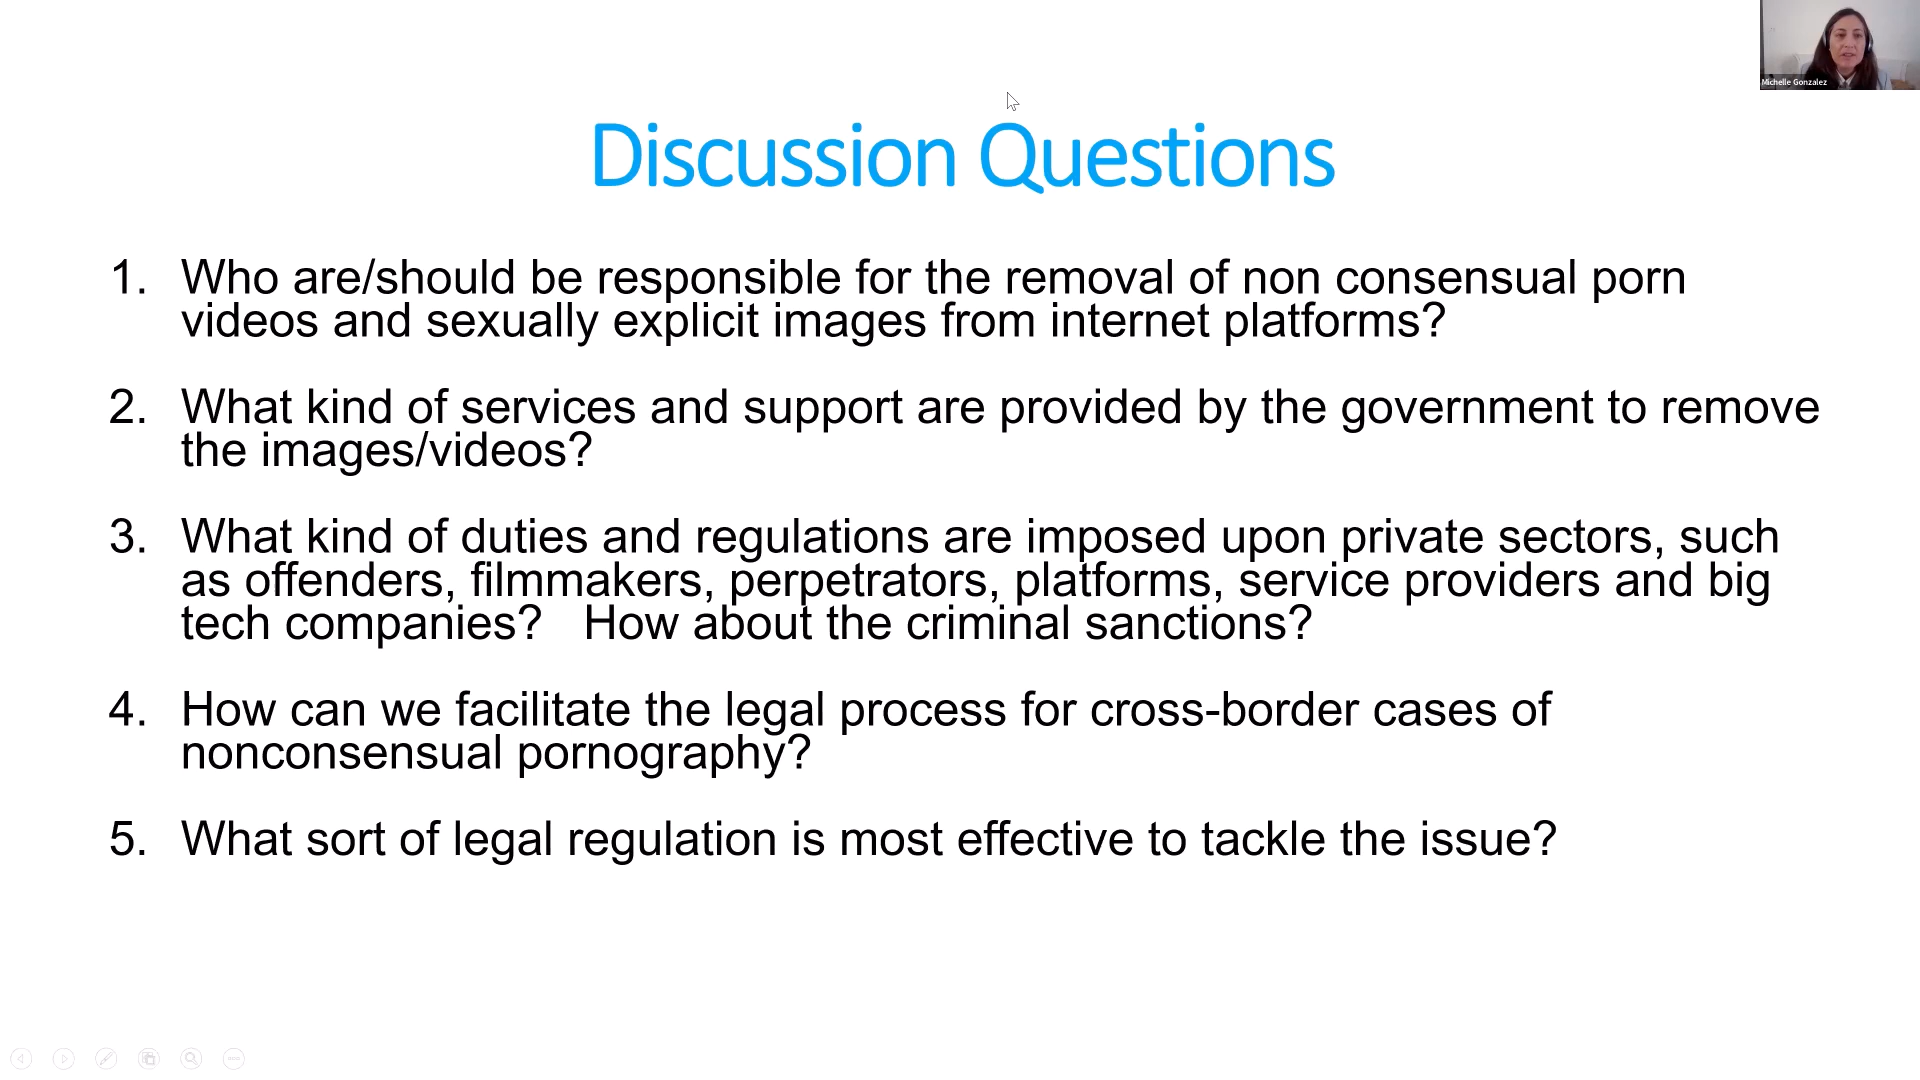 Michelle Gonzalez
Discussion Questions
1. Who are/should be responsible for the removal of non consensual porn
videos and sexually explicit images from internet platforms?
2. What kind of services and support are provided by the government to remove
the images/videos?
3. What kind of duties and regulations are imposed upon private sectors, such
as offenders, filmmakers, perpetrators, platforms, service providers and big
tech companies? How about the criminal sanctions?
4. How can we facilitate the legal process for cross-border cases of
nonconsensual pornography?
5. What sort of legal regulation is most effective to tackle the issue?